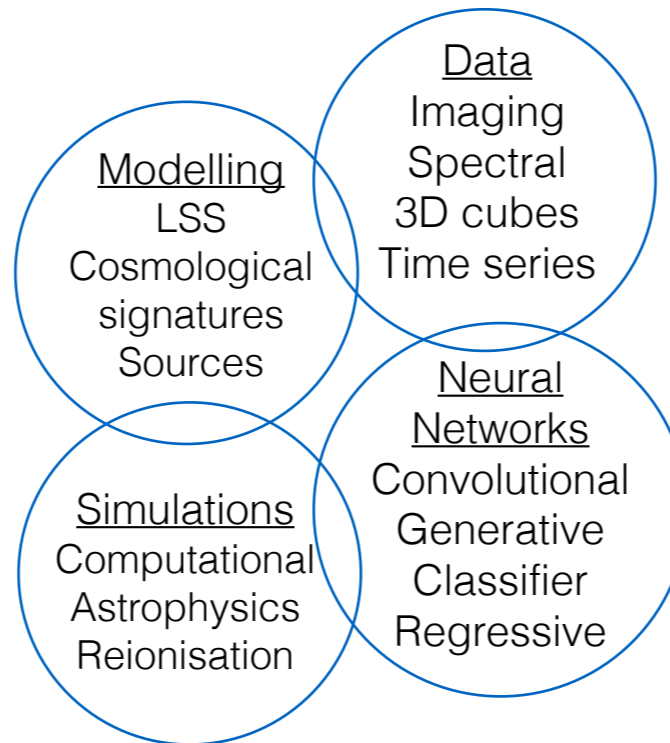 Modelling
LSS
Cosmological
signatures
Sources
Data
Imaging
Spectral
3D cubes
Time series
Simulations
Computational
Astrophysics
Reionisation
Neural
Networks
Convolutional
Generative
Classifier
Regressive